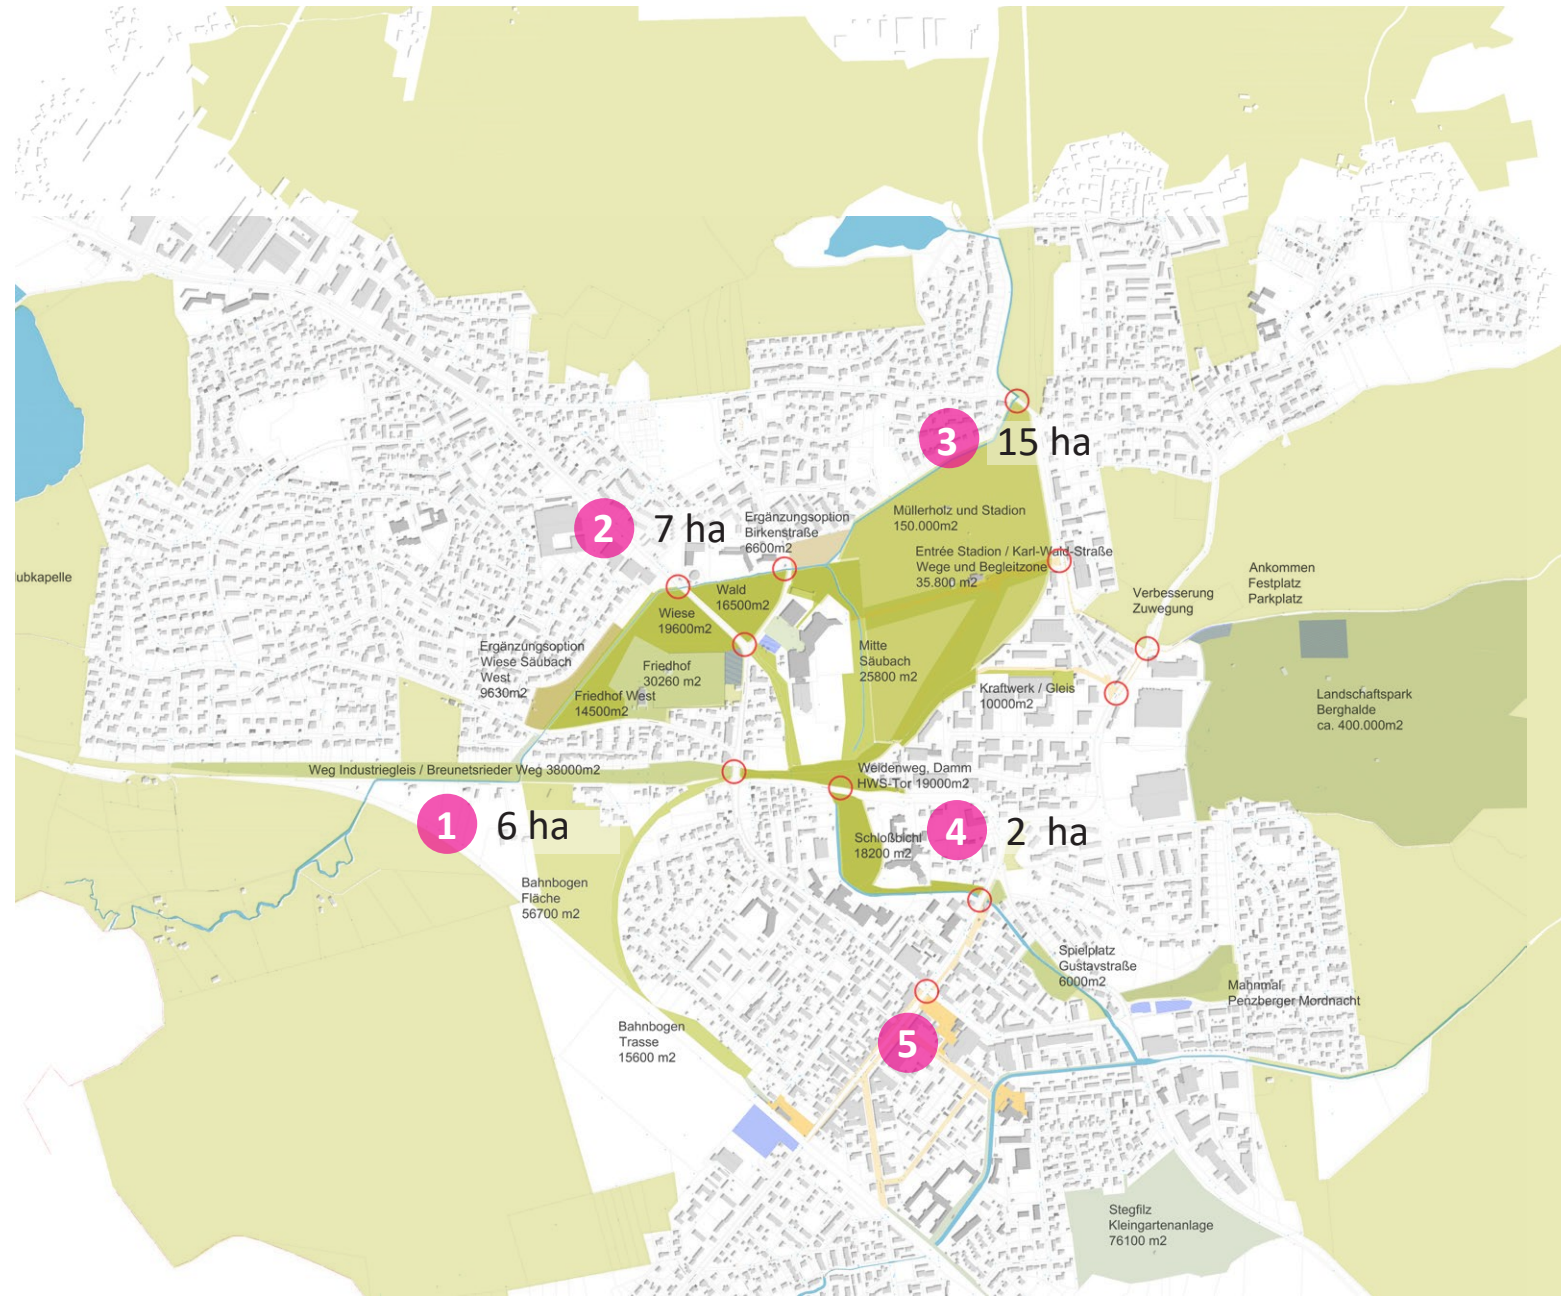 3
15 ha
Müllerholz und Stadion
150.000m2
2
7 ha
Ergänzungsoption
Birkenstraße
6600m2
Entrée Stadion / Karl-Wald-Straße
Wege und Begleitzone
35.800 m2
Ankommen
Festplatz
Parkplatz
ubkapelle
Verbesserung
Zuwegung
Wald
16500m2
Wiese
19600m2
Ergänzungsoption
Wiese Säubach
West
9630m2
Friedhof
30260 m2
Mitte
Säubach
25800 m2
Friedhof West
14500m2
Kraftwerk / Gleis
10000m2
Landschaftspark
Berghalde
ca. 400.000m2
Weg Industriegleis / Breunetsrieder Weg 38000m2
Weidenweg, Damm
HWS-Tor 19000m2
1
6 ha
4
2 ha
Schloßbichl
18200 m2
Bahnbogen
Fläche
56700 m2
Spielplatz
Gustavstraße
6000m2
Mahnmal
Penzberger Mordnacht
Bahnbogen
Trasse
15600 m2
5
Stegfilz
Kleingartenanlage
76100 m2